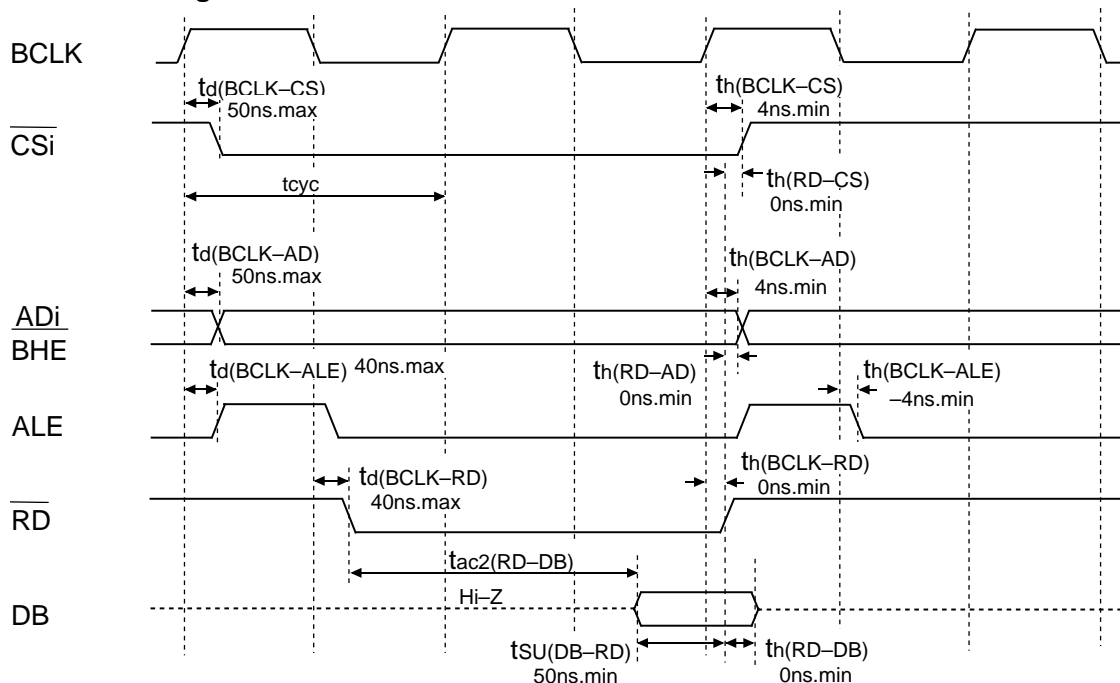 BCLK
td(BCLK–CS)
50ns.max
th(BCLK–CS)
4ns.min
CSi
tcyc
th(RD–CS)
0ns.min
td(BCLK–AD)
50ns.max
th(BCLK–AD)
4ns.min
ADi
BHE
td(BCLK–ALE)
40ns.max
th(RD–AD)
0ns.min
th(BCLK–ALE)
–4ns.min
ALE
td(BCLK–RD)
40ns.max
th(BCLK–RD)
0ns.min
RD
tac2(RD–DB)
Hi–Z
DB
tSU(DB–RD)
50ns.min
th(RD–DB)
0ns.min